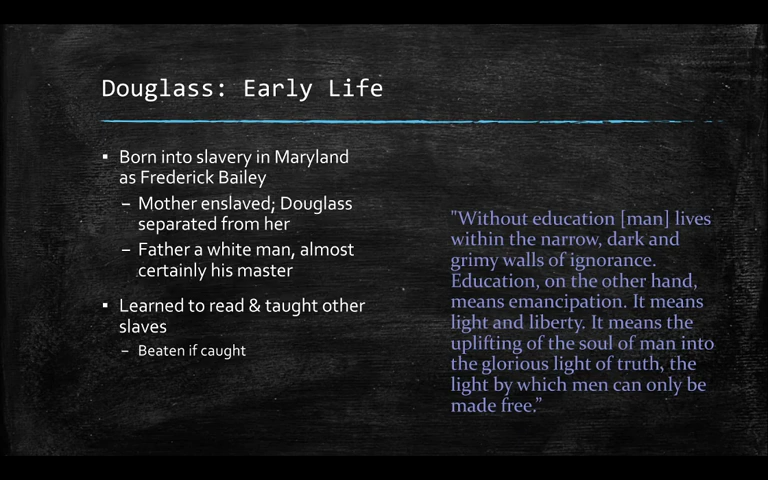 Douglass: Early Life
▪ Born into slavery in Maryland
as Frederick Bailey
– Mother enslaved; Douglass
separated from her
– Father a white man, almost
certainly his master
▪ Learned to read & taught other
slaves
– Beaten if caught
"Without education [man] lives
within the narrow, dark and
grimy walls of ignorance.
Education, on the other hand,
means emancipation. It means
light and liberty. It means the
uplifting of the soul of man into
the glorious light of truth, the
light by which men can only be
made free.”